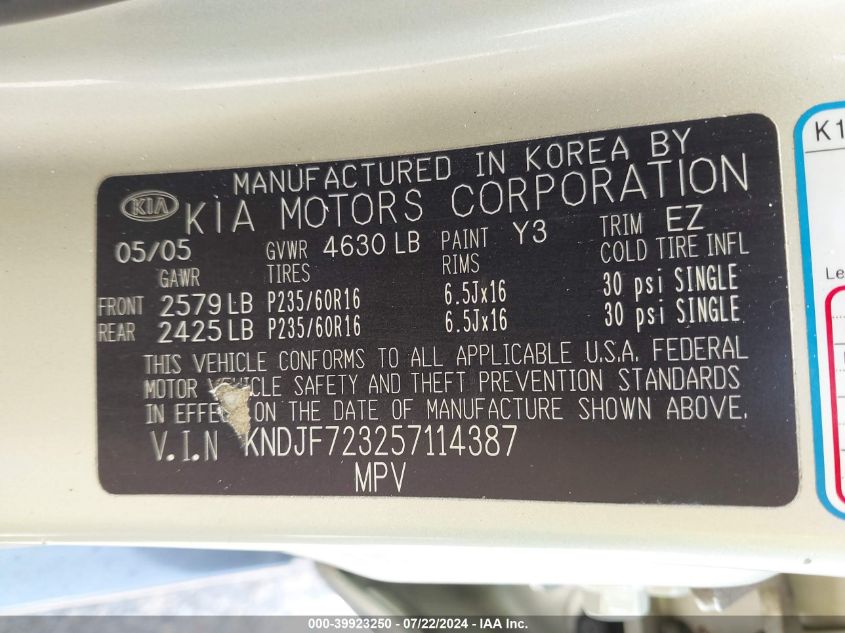 MANUFACTURED IN KOREA BY
KIA KIA MOTORS CORPORATION
05/05 GVWR 4630 LB PAINT Y3 TRIM EZ
GAWR TIRES RIMS COLD TIRE INFL
FRONT 2579 LB P235/60R16 6.5Jx16 30 psi SINGLE
REAR 2425 LB P235/60R16 6.5Jx16 30 psi SINGLE
THIS VEHICLE CONFORMS TO ALL APPLICABLE U.S.A. FEDERAL
MOTOR VEHICLE SAFETY AND THEFT PREVENTION STANDARDS
IN EFFECT ON THE DATE OF MANUFACTURE SHOWN ABOVE.
V.I.N KNDJF723257114387
MPV
K1
Le
000-39923250 - 07/22/2024 - IAA Inc.